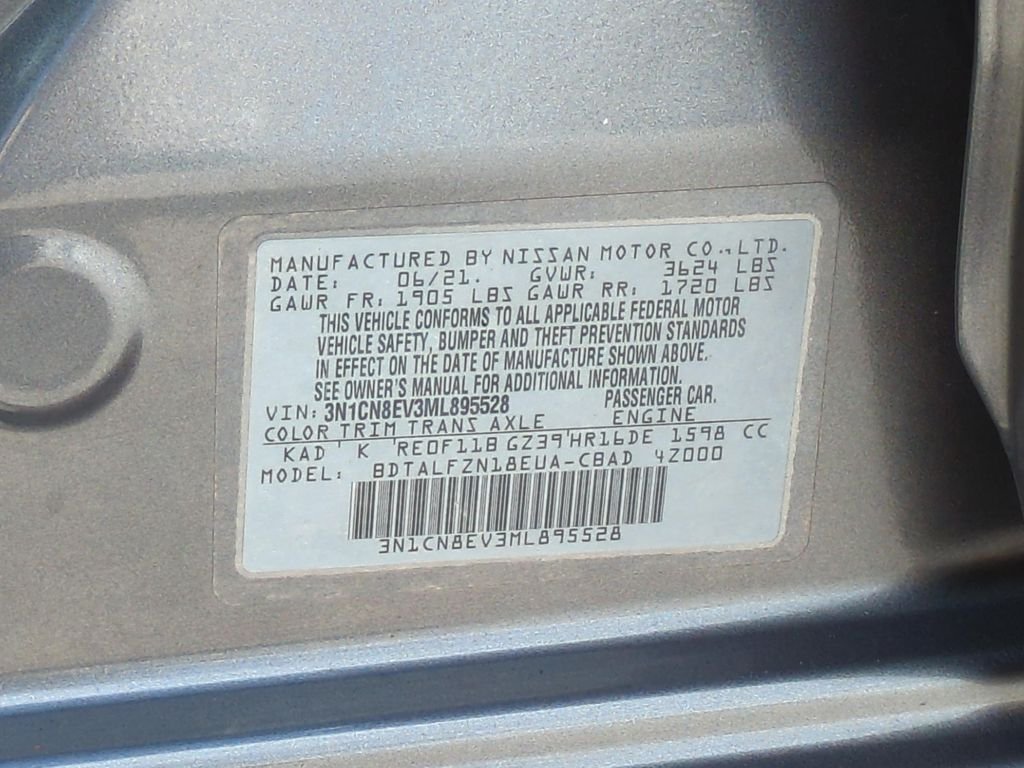 MANUFACTURED BY NISSAN MOTOR CO.,LTD.
DATE: 06/21. GVWR: 3624 LBS
GAWR FR: 1905 LBS GAWR RR: 1720 LBS
THIS VEHICLE CONFORMS TO ALL APPLICABLE FEDERAL MOTOR
VEHICLE SAFETY, BUMPER AND THEFT PREVENTION STANDARDS
IN EFFECT ON THE DATE OF MANUFACTURE SHOWN ABOVE.
SEE OWNER'S MANUAL FOR ADDITIONAL INFORMATION.
VIN: 3N1CN8EV3ML895528 PASSENGER CAR.
COLOR TRIM TRANS AXLE ENGINE
KAD K RE0F11B GZ39 HR16DE 1598 CC
MODEL: BDTALFZN18EUA-CBAD 4Z000
3N1CN8EV3ML895528